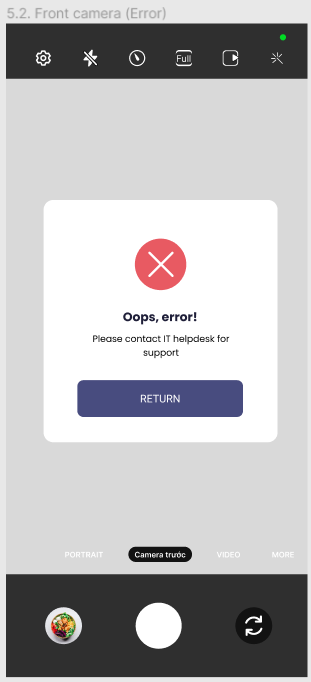 5.2. Front camera (Error)
Full
Oops, error!
Please contact IT helpdesk for
support
RETURN
PORTRAIT Camera trước VIDEO MORE